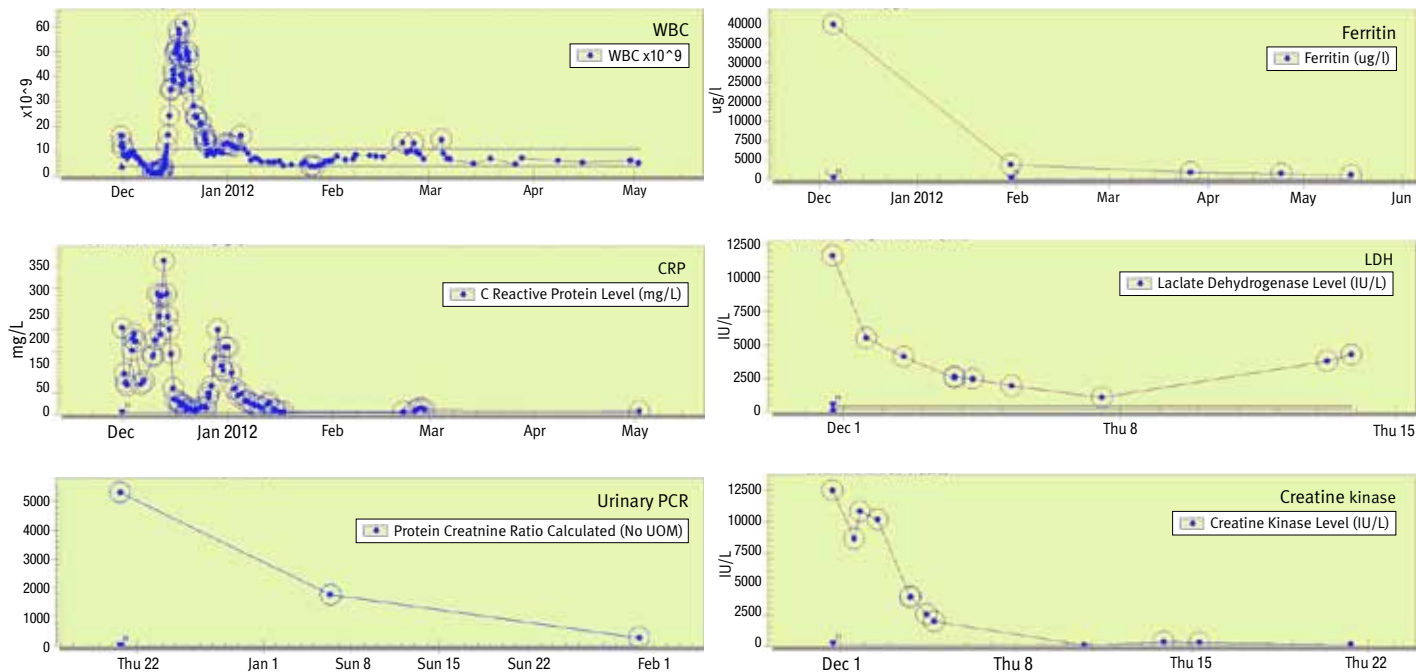 WBC
WBC x10^9
x10^9
60
50
40
30
20
10
0
Dec
Jan 2012
Feb
Mar
Apr
May
Ferritin
Ferritin (ug/l)
ug/l
40000
35000
30000
25000
20000
40000
7500
5000
0
Dec
Jan 2012
Feb
Mar
Apr
May
Jun
CRP
C Reactive Protein Level (mg/L)
mg/L
350
300
250
200
150
100
50
0
Dec
Jan 2012
Feb
Mar
Apr
May
LDH
Laclate Dehydrogenase Level (IU/L)
IU/L
12500
10000
7500
5000
2500
0
Dec 1
Thu 8
Thu 15
Urinary PCR
Protein Creatnine Ratio Calculated (No UOM)
5000
4000
3000
2000
1000
0
Thu 22
Jan 1
Sun 8
Sun 15
Sun 22
Feb 1
Creatine kinase
Creatine Kinase Level (IU/L)
IU/L
12500
10000
7500
5000
2500
0
Dec 1
Thu 8
Thu 15
Thu 22